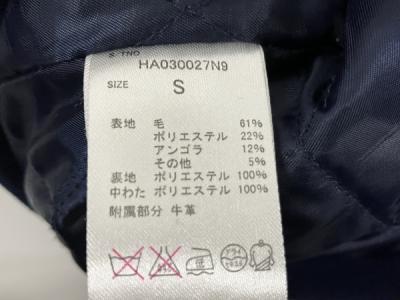 S TNO
HA030027N9
SIZE S
表地 毛 61%
ポリエステル 22%
アンゴラ 12%
その他 5%
裏地 ポリエステル 100%
中わた ポリエステル 100%
附属部分 牛革